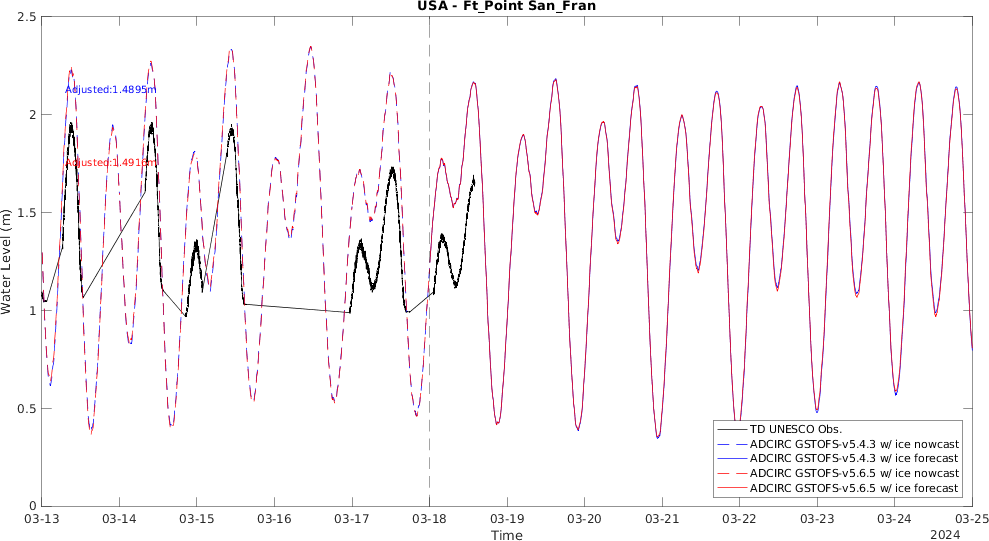 USA - Ft_Point San_Fran
2.5
2
1.5
1
0.5
0
Water Level (m)
Adjusted:1.4895m
Adjusted:1.4916m
TD UNESCO Obs.
ADCIRC GSTOFS-v5.4.3 w/ ice nowcast
ADCIRC GSTOFS-v5.4.3 w/ ice forecast
ADCIRC GSTOFS-v5.6.5 w/ ice nowcast
ADCIRC GSTOFS-v5.6.5 w/ ice forecast
03-13 03-14 03-15 03-16 03-17 03-18 03-19 03-20 03-21 03-22 03-23 03-24 03-25
Time
2024